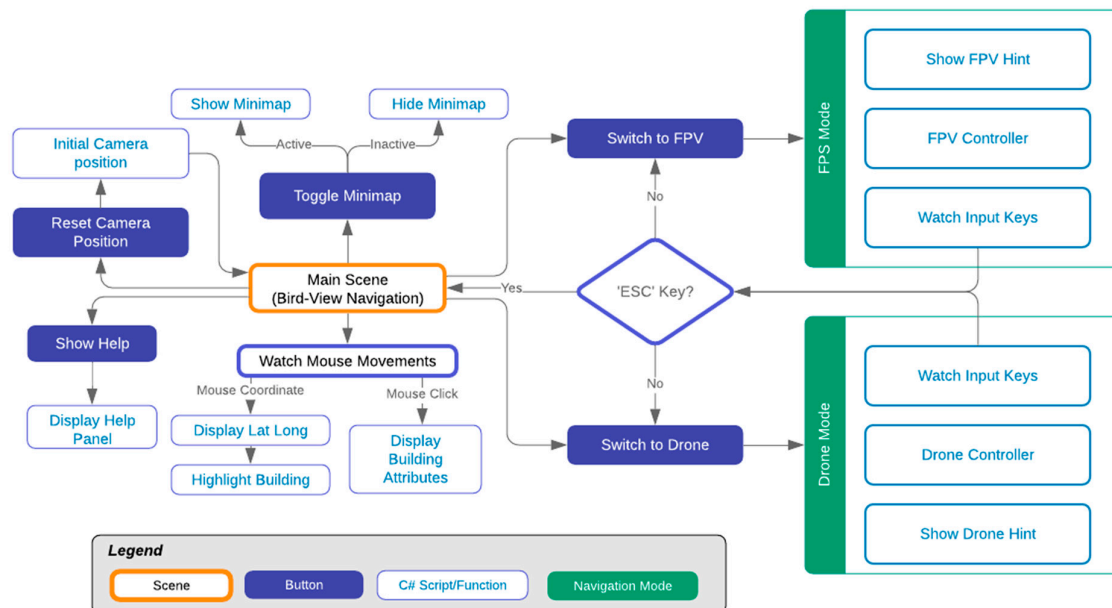 Show Minimap
Hide Minimap
Active
Inactive
Initial Camera
position
Toggle Minimap
Reset Camera
Position
Main Scene
(Bird-View Navigation)
Show Help
Display Help
Panel
Watch Mouse Movements
Mouse Coordinate
Mouse Click
Display Lat Long
Highlight Building
Display
Building
Attributes
Switch to FPV
No
'ESC' Key?
Yes
No
Switch to Drone
FPS Mode
Show FPV Hint
FPV Controller
Watch Input Keys
Drone Mode
Watch Input Keys
Drone Controller
Show Drone Hint
Legend
Scene
Button
C# Script/Function
Navigation Mode